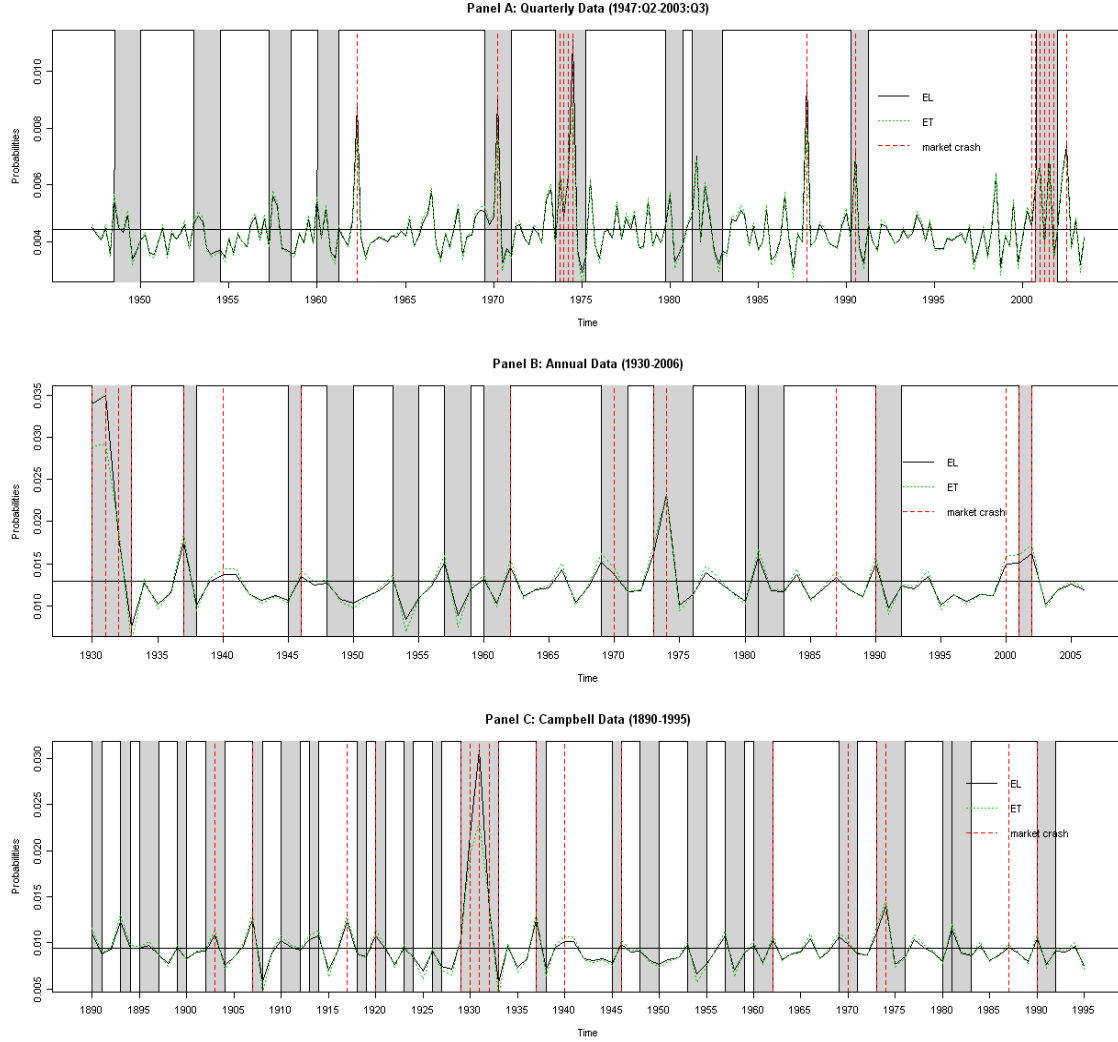 Panel A: Quarterly Data (1947:Q2-2003:Q3)
0.010
0.008
0.006
0.004
Probabilities
EL
ET
market crash
1950 1955 1960 1965 1970 1975 1980 1985 1990 1995 2000
Time
Panel B: Annual Data (1930-2006)
0.035
0.030
0.025
0.020
0.015
0.010
Probabilities
EL
ET
market crash
1930 1935 1940 1945 1950 1955 1960 1965 1970 1975 1980 1985 1990 1995 2000 2005
Time
Panel C: Campbell Data (1890-1995)
0.030
0.025
0.020
0.015
0.010
0.005
Probabilities
EL
ET
market crash
1890 1895 1900 1905 1910 1915 1920 1925 1930 1935 1940 1945 1950 1955 1960 1965 1970 1975 1980 1985 1990 1995
Time